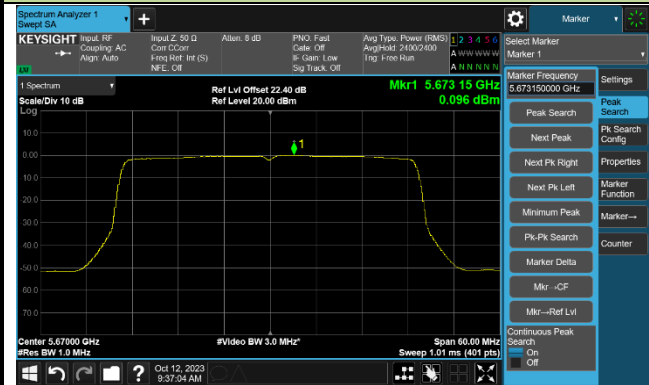 Spectrum Analyzer 1
Swept SA
+
Marker
KEYSIGHT
Input: RF
Coupling: AC
Align: Auto
Input Z: 50 Ω
Corr CCorr
Freq Ref: Int (S)
NFE: Off
Atten: 8 dB
PNO: Fast
Gate: Off
IF Gain: Low
Sig Track: Off
Avg Type: Power (RMS)
Avg|Hold: 2400/2400
Trig: Free Run
1 2 3 4 5 6
A W W W W W
A N N N N N
Select Marker
Marker 1
1 Spectrum
Scale/Div 10 dB
Log
Ref Lvl Offset 22.40 dB
Ref Level 20.00 dBm
Mkr1 5.673 15 GHz
0.096 dBm
Marker Frequency
5.673150000 GHz
Settings
Peak Search
Peak
Search
Next Peak
Pk Search
Config
Next Pk Right
Properties
Next Pk Left
Marker
Function
Minimum Peak
Marker→
Pk-Pk Search
Counter
Marker Delta
Mkr→CF
Mkr→Ref Lvl
Continuous Peak
Search
On
Off
10.0
0.00
-10.0
-20.0
-30.0
-40.0
-50.0
-60.0
-70.0
1
Center 5.67000 GHz
#Res BW 1.0 MHz
#Video BW 3.0 MHz*
Span 60.00 MHz
Sweep 1.01 ms (401 pts)
?
Oct 12, 2023
9:37:04 AM